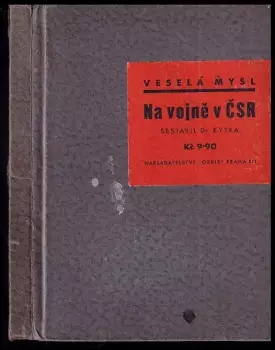 VESELÁ MYSL
Na vojně v ČSR
SESTAVIL Dr. KYTKA
Kč 9·90
NAKLADATELSTVÍ „ORBIS“ PRAHA XII